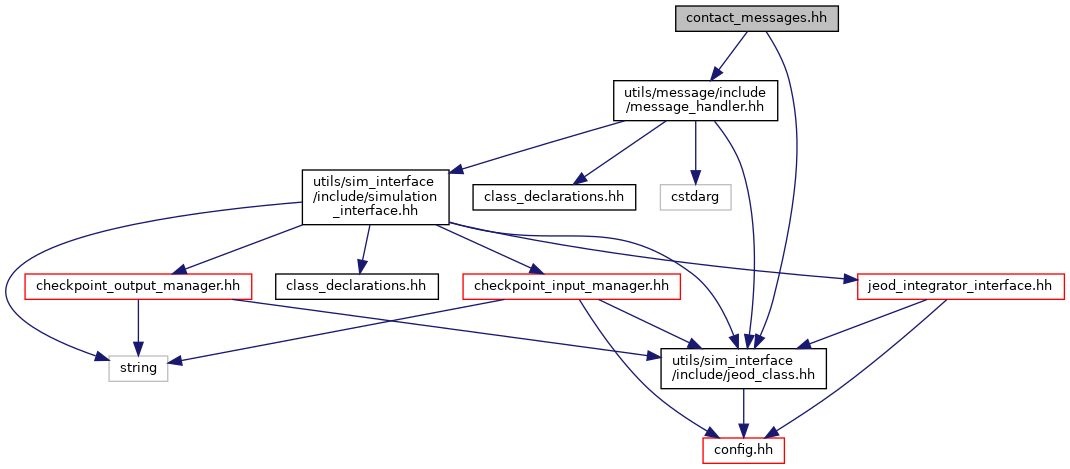 contact_messages.hh
utils/message/include
/message_handler.hh
utils/sim_interface
/include/simulation
_interface.hh
class_declarations.hh
cstdarg
checkpoint_output_manager.hh
class_declarations.hh
checkpoint_input_manager.hh
jeod_integrator_interface.hh
string
utils/sim_interface
/include/jeod_class.hh
config.hh